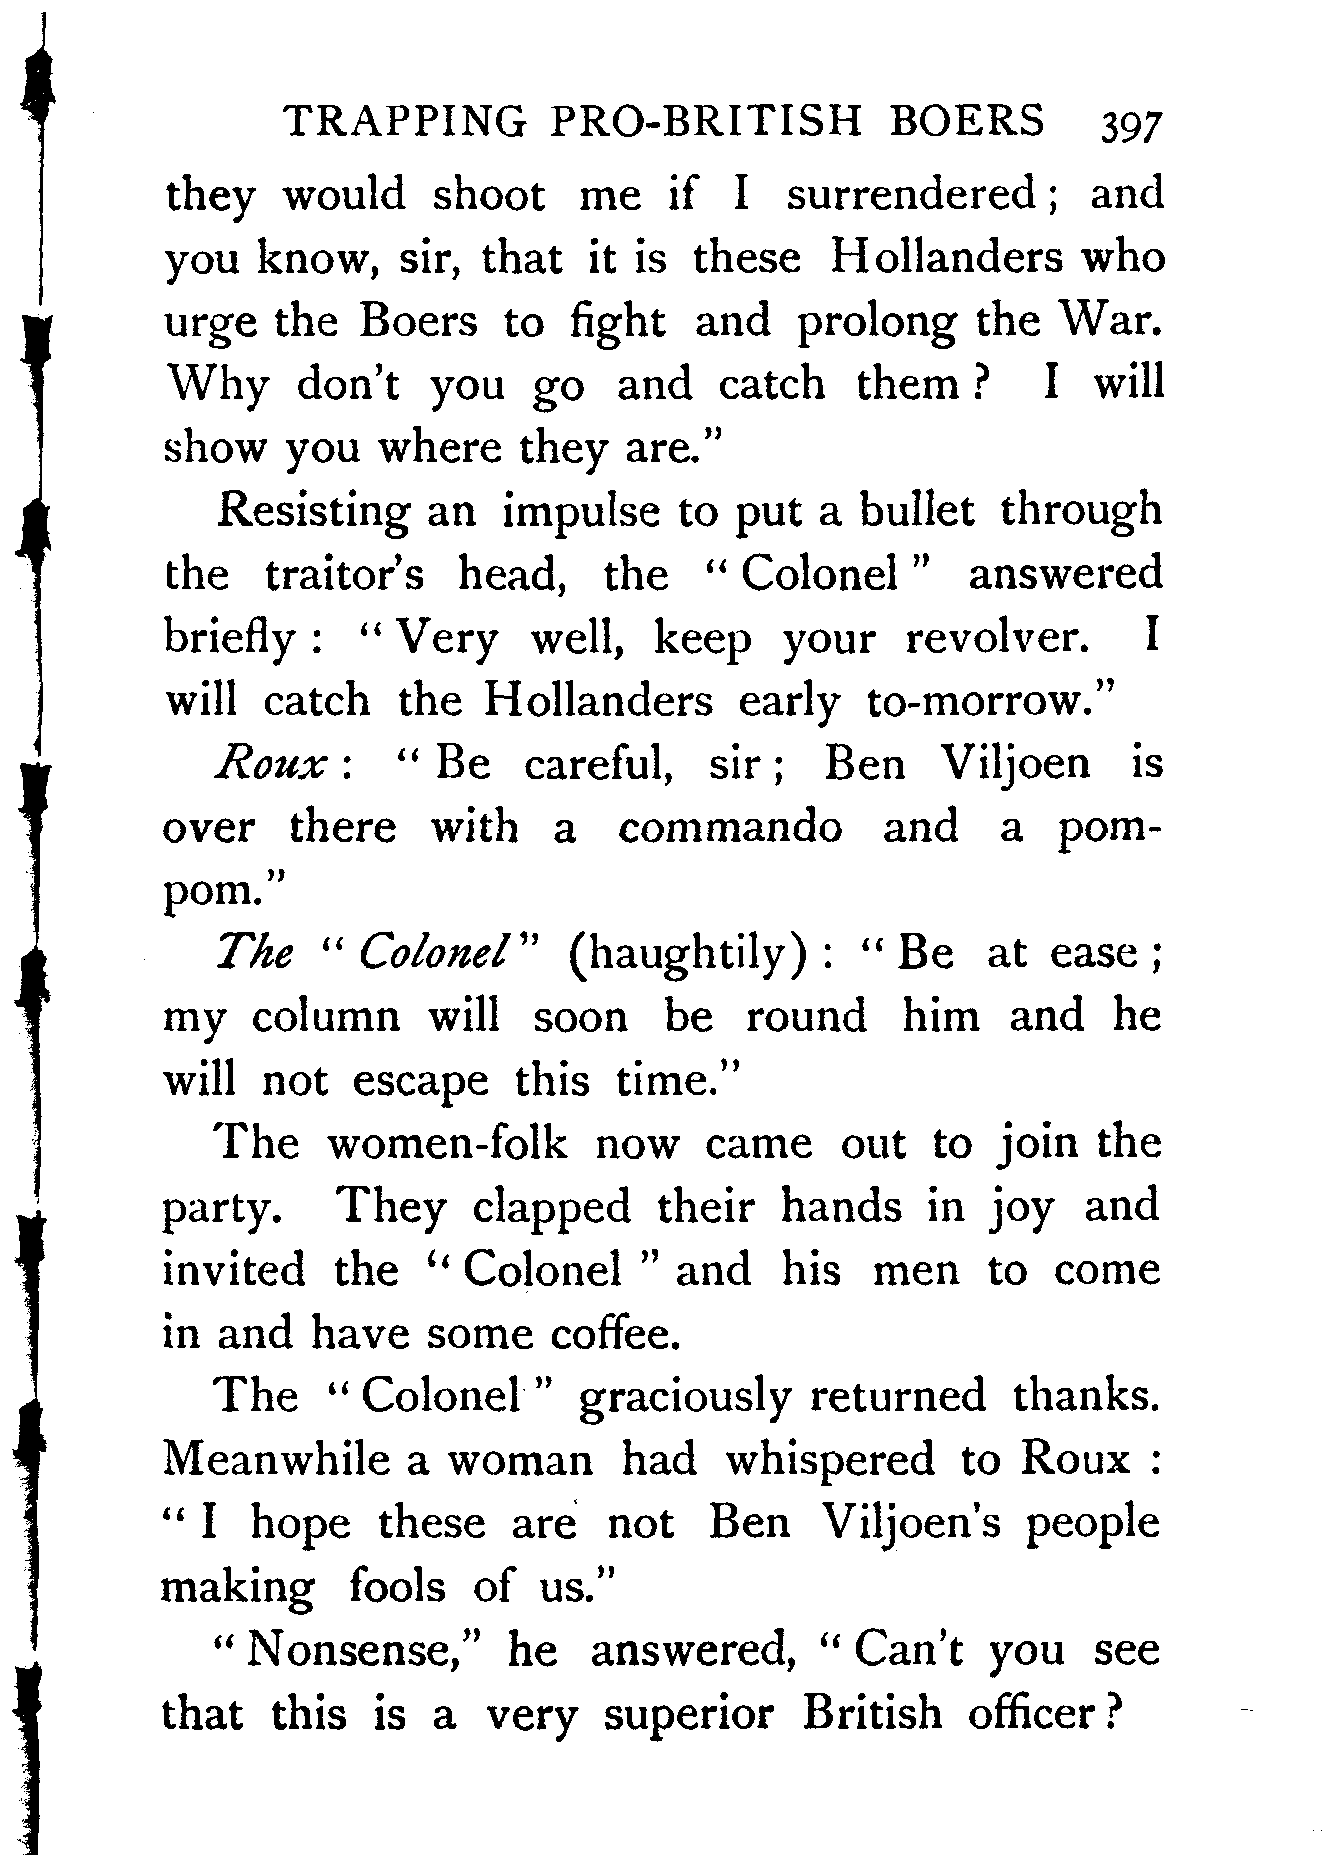 TRAPPING PRO-BRITISH BOERS 397
they would shoot me if I surrendered; and
you know, sir, that it is these Hollanders who
urge the Boers to fight and prolong the War.
Why don't you go and catch them? I will
show you where they are."
Resisting an impulse to put a bullet through
the traitor's head, the "Colonel" answered
briefly: "Very well, keep your revolver. I
will catch the Hollanders early to-morrow."
Roux: "Be careful, sir; Ben Viljoen is
over there with a commando and a pom-
pom."
The "Colonel" (haughtily): "Be at ease;
my column will soon be round him and he
will not escape this time."
The women-folk now came out to join the
party. They clapped their hands in joy and
invited the "Colonel" and his men to come
in and have some coffee.
The "Colonel" graciously returned thanks.
Meanwhile a woman had whispered to Roux:
"I hope these are not Ben Viljoen's people
making fools of us."
"Nonsense," he answered, "Can't you see
that this is a very superior British officer?